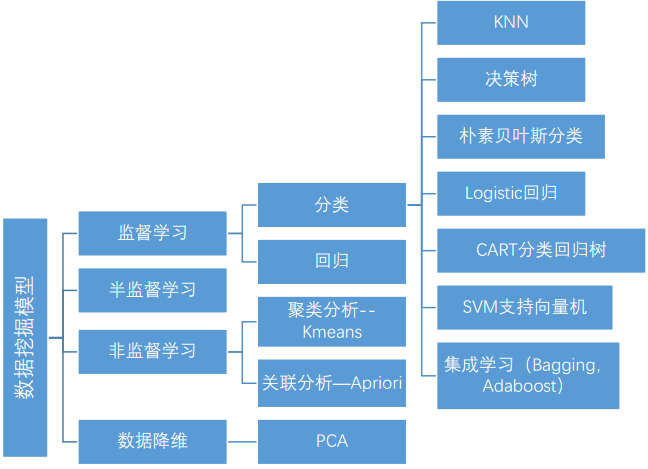 数据挖掘模型
监督学习
分类
KNN
决策树
朴素贝叶斯分类
Logistic回归
CART分类回归树
SVM支持向量机
集成学习（Bagging,
Adaboost）
回归
半监督学习
非监督学习
聚类分析--
Kmeans
关联分析—Apriori
数据降维
PCA